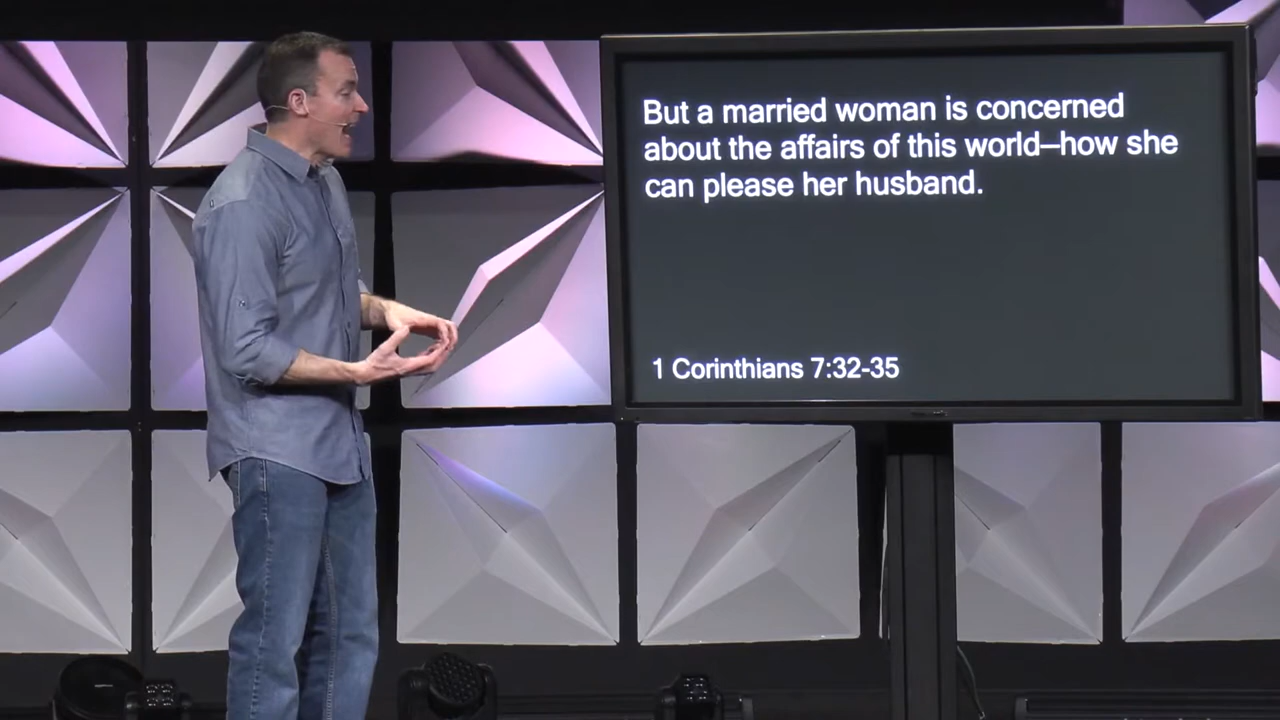 But a married woman is concerned
about the affairs of this world—how she
can please her husband.
1 Corinthians 7:32-35